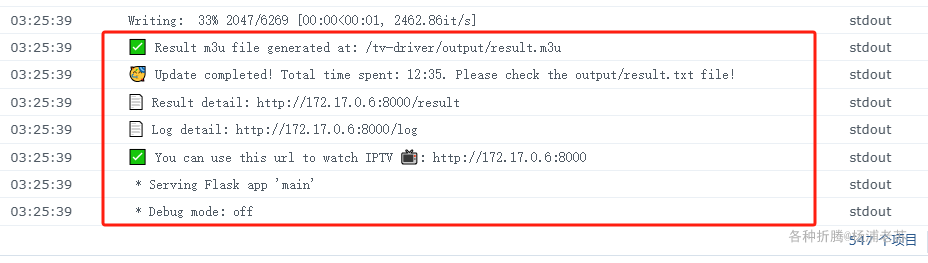 03:25:39 Writing: 33% 2047/6269 [00:00<00:01, 2462.86it/s] stdout
03:25:39 ✅ Result m3u file generated at: /tv-driver/output/result.m3u stdout
03:25:39 🥳 Update completed! Total time spent: 12:35. Please check the output/result.txt file! stdout
03:25:39 📄 Result detail: http://172.17.0.6:8000/result stdout
03:25:39 📄 Log detail: http://172.17.0.6:8000/log stdout
03:25:39 ✅ You can use this url to watch IPTV 📺: http://172.17.0.6:8000 stdout
03:25:39 * Serving Flask app 'main' stdout
03:25:39 * Debug mode: off stdout
547 个项目
各种折腾@杨浦老